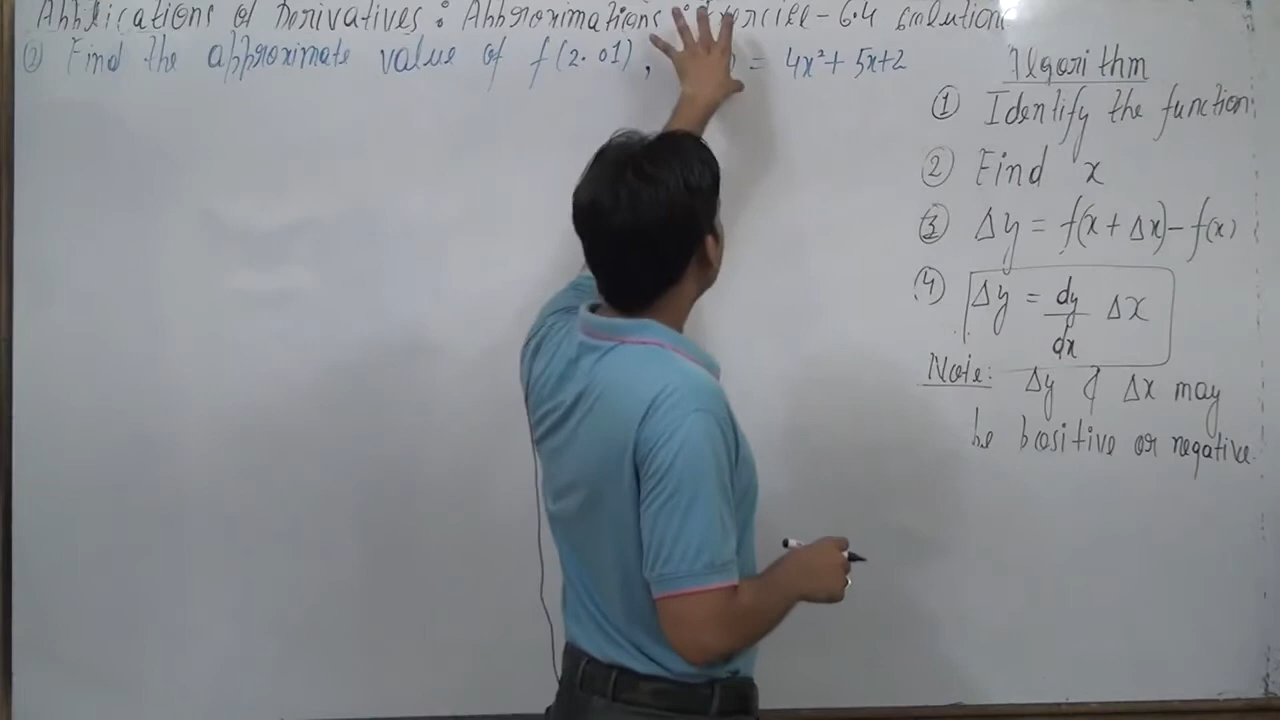 Applications of Derivatives : Approximations : Exercise - 6.4 solutions
② Find the approximate value of f(2.01), = 4x² + 5x + 2
Algorithm
① Identify the function
② Find x
③ Δy = f(x + Δx) - f(x)
④ Δy = dy/dx Δx
Note: Δy & Δx may
be positive or negative